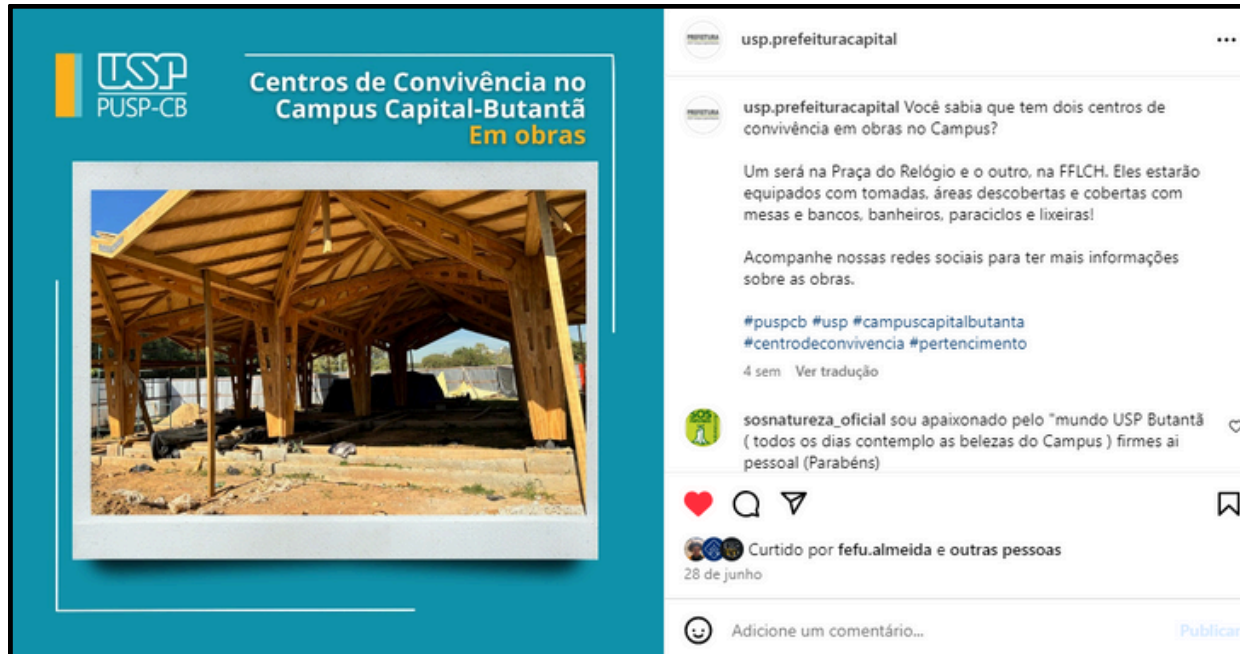 USP
PUSP-CB
Centros de Convivência no
Campus Capital-Butantã
Em obras
usp.prefeituracapital
usp.prefeituracapital Você sabia que tem dois centros de
convivência em obras no Campus?
Um será na Praça do Relógio e o outro, na FFLCH. Eles estarão
equipados com tomadas, áreas descobertas e cobertas com
mesas e bancos, banheiros, paraciclos e lixeiras!
Acompanhe nossas redes sociais para ter mais informações
sobre as obras.
#puspcb #usp #campuscapitalbutanta
#centrodeconvivencia #pertencimento
4 sem Ver tradução
sosnatureza_oficial sou apaixonado pelo "mundo USP Butantã
( todos os dias contemplo as belezas do Campus ) firmes ai
pessoal (Parabéns)
Curtido por fefu.almeida e outras pessoas
28 de junho
Adicione um comentário...
Publicar